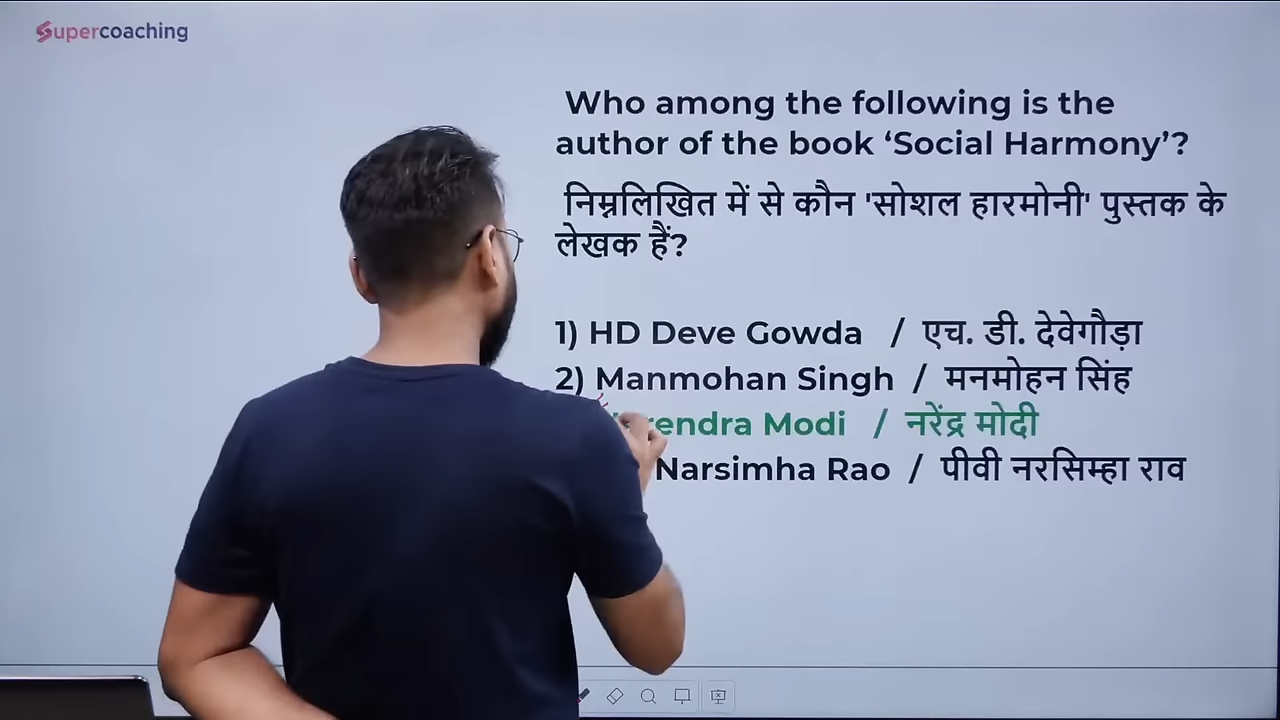 Supercoaching
Who among the following is the
author of the book ‘Social Harmony’?
निम्नलिखित में से कौन 'सोशल हारमोनी' पुस्तक के
लेखक हैं?
1) HD Deve Gowda / एच. डी. देवेगौड़ा
2) Manmohan Singh / मनमोहन सिंह
Modi / नरेंद्र मोदी
Narsimha Rao / पीवी नरसिम्हा राव